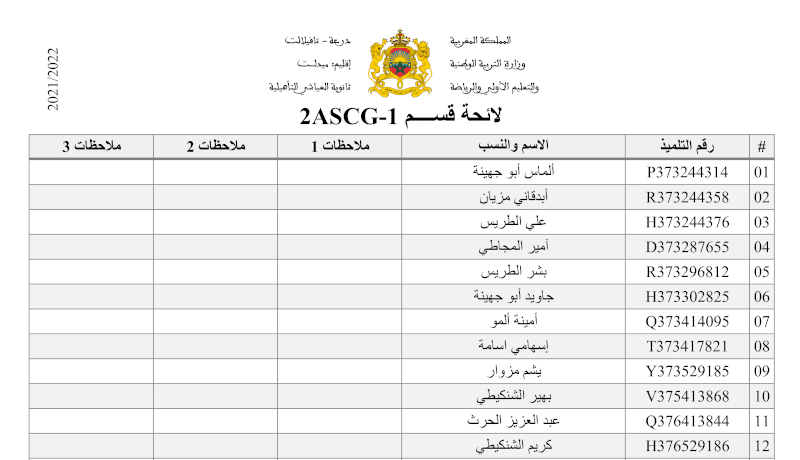 المملكة المغربية
وزارة التربية الوطنية
والتعليم الأولي والرياضة
درعة - تافيلالت
إقليم: ميدلت
ثانوية العياشي التأهيلية
2021/2022
لائحة قســـم 2ASCG-1
# رقم التلميذ الاسم والنسب ملاحظات 1 ملاحظات 2 ملاحظات 3
01 P373244314 ألماس أبو جهينة
02 R373244358 أبدقاني مزيان
03 H373244376 علي الطريس
04 D373287655 آمير المجاطي
05 R373296812 بشر الطريس
06 H373302825 جاويد أبو جهينة
07 Q373414095 أمينة ألمو
08 T373417821 إسهامي اسامة
09 Y373529185 يشم مزوار
10 V375413868 بهير الشنكيطي
11 Q376413844 عبد العزيز الحرث
12 H376529186 كريم الشنكيطي